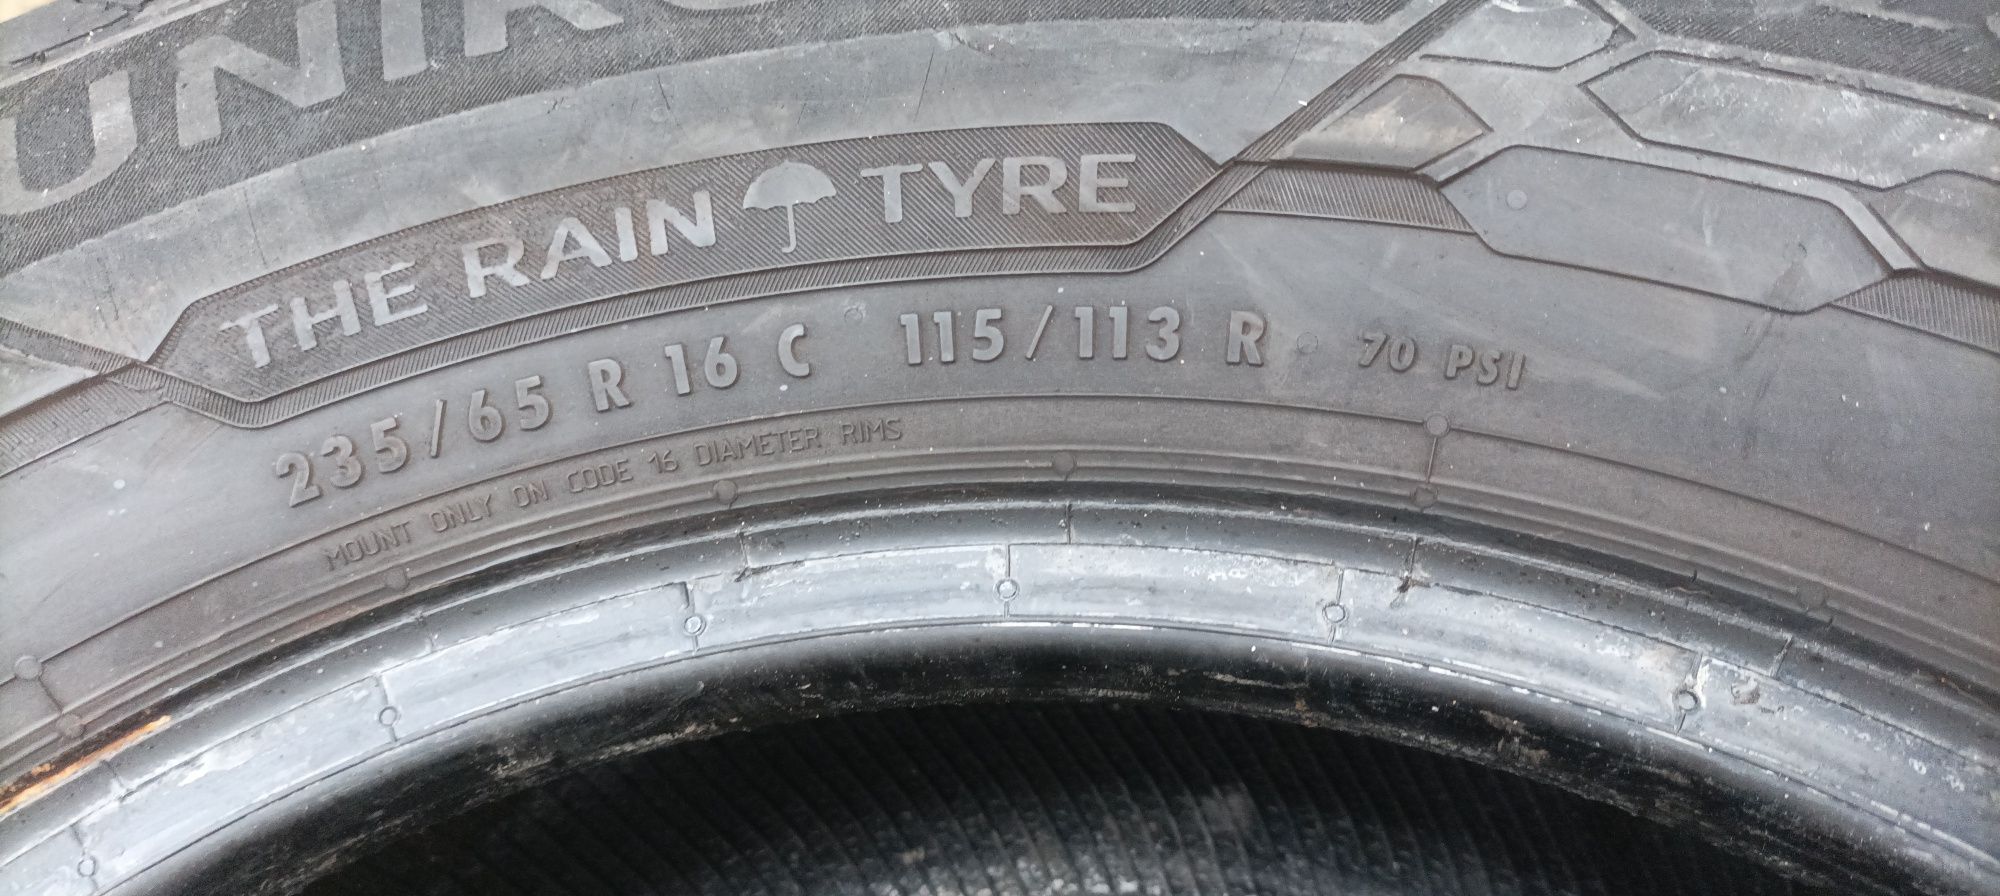 THE RAIN TYRE
235/65 R 16 C 115/113 R 70 PSI
MOUNT ONLY ON CODE 16 DIAMETER RIMS